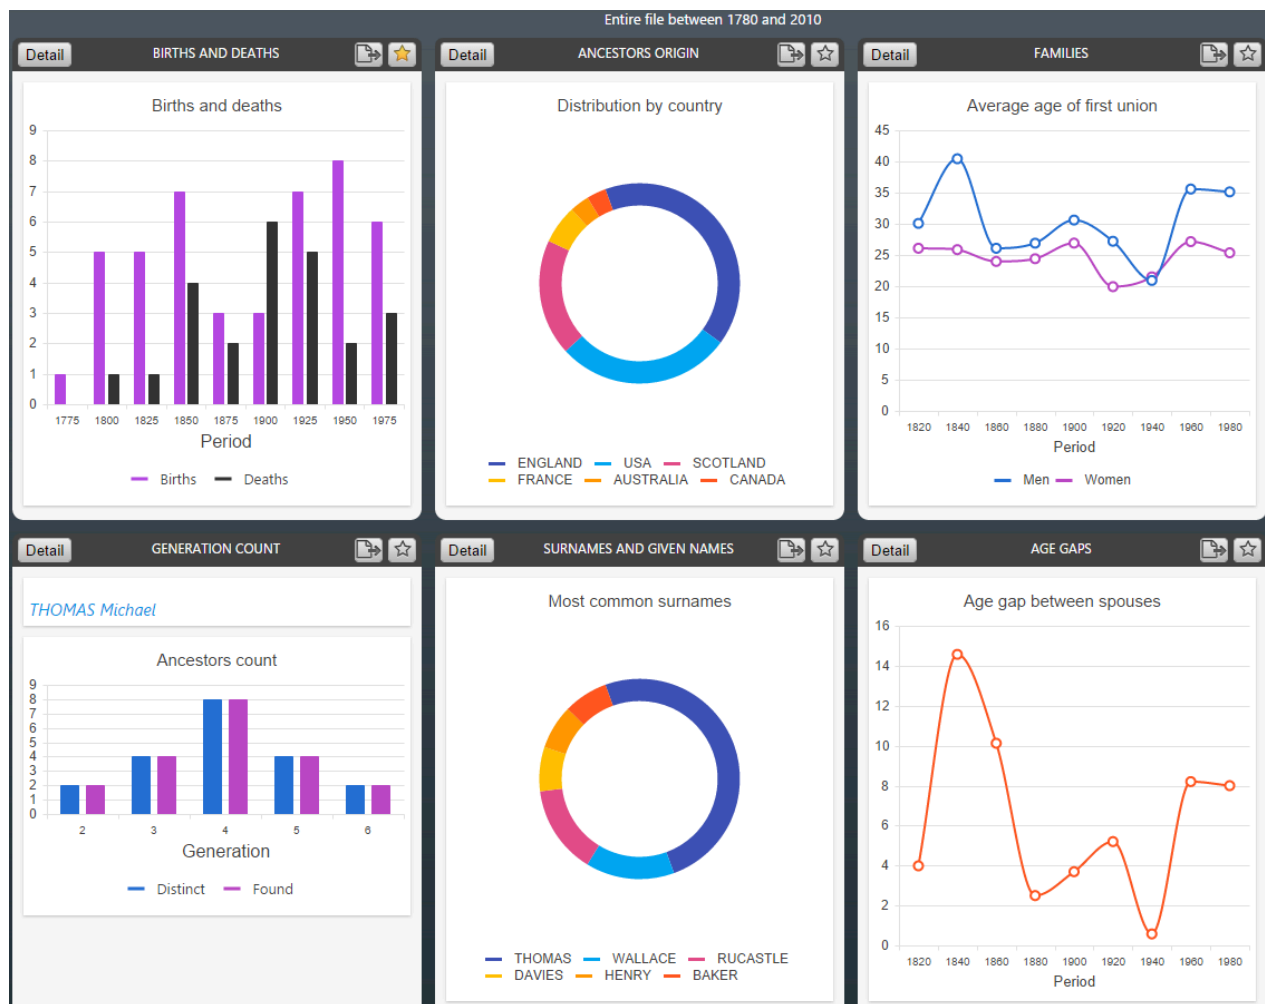 Entire file between 1780 and 2010
Detail BIRTHS AND DEATHS
Births and deaths
9
8
7
6
5
4
3
2
1
0
1775 1800 1825 1850 1875 1900 1925 1950 1975
Period
Births Deaths
Detail ANCESTORS ORIGIN
Distribution by country
ENGLAND USA SCOTLAND
FRANCE AUSTRALIA CANADA
Detail FAMILIES
Average age of first union
45
40
35
30
25
20
15
10
5
0
1820 1840 1860 1880 1900 1920 1940 1960 1980
Period
Men Women
Detail GENERATION COUNT
THOMAS Michael
Ancestors count
9
8
7
6
5
4
3
2
1
0
2 3 4 5 6
Generation
Distinct Found
Detail SURNAMES AND GIVEN NAMES
Most common surnames
THOMAS WALLACE RUCASTLE
DAVIES HENRY BAKER
Detail AGE GAPS
Age gap between spouses
16
14
12
10
8
6
4
2
0
1820 1840 1860 1880 1900 1920 1940 1960 1980
Period